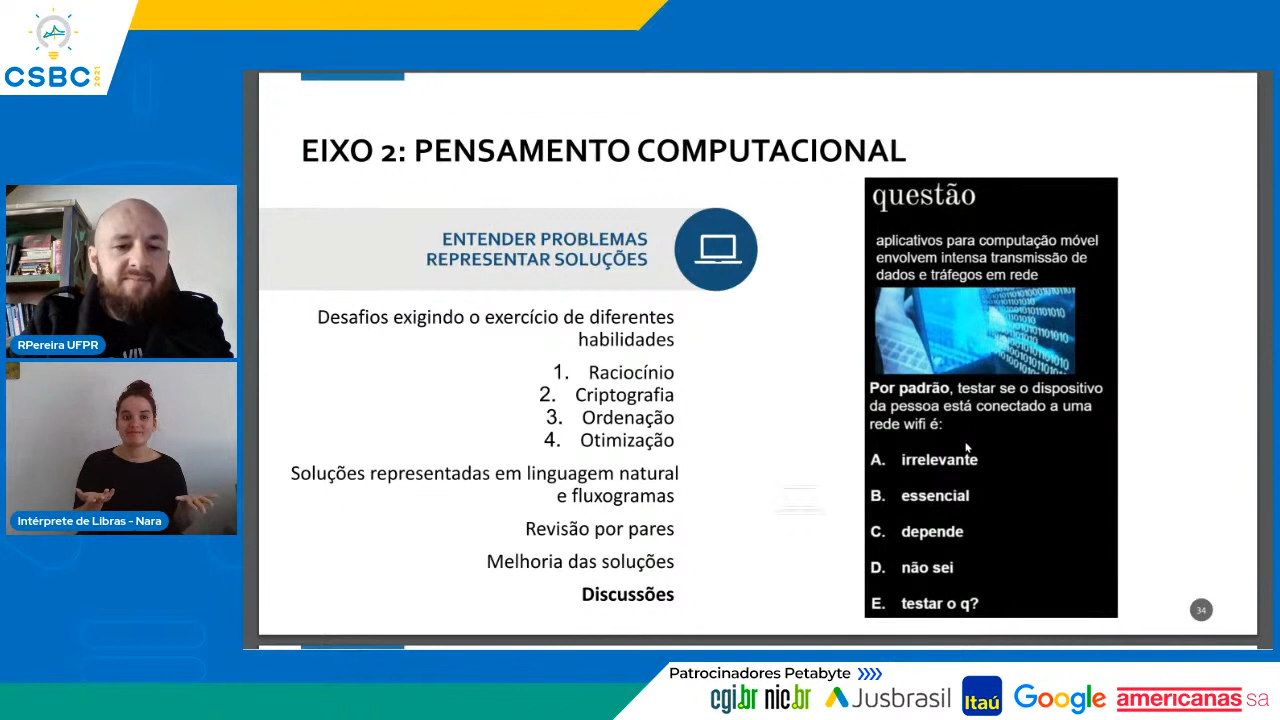 CSBC 2021
EIXO 2: PENSAMENTO COMPUTACIONAL
ENTENDER PROBLEMAS
REPRESENTAR SOLUÇÕES
Desafios exigindo o exercício de diferentes
habilidades
1. Raciocínio
2. Criptografia
3. Ordenação
4. Otimização
Soluções representadas em linguagem natural
e fluxogramas
Revisão por pares
Melhoria das soluções
Discussões
questão
aplicativos para computação móvel
envolvem intensa transmissão de
dados e tráfegos em rede
Por padrão, testar se o dispositivo
da pessoa está conectado a uma
rede wifi é:
A. irrelevante
B. essencial
C. depende
D. não sei
E. testar o q?
34
RPereira UFPR
Intérprete de Libras - Nara
Patrocinadores Petabyte
cgi.br nic.br Jusbrasil Itaú Google americanas sa